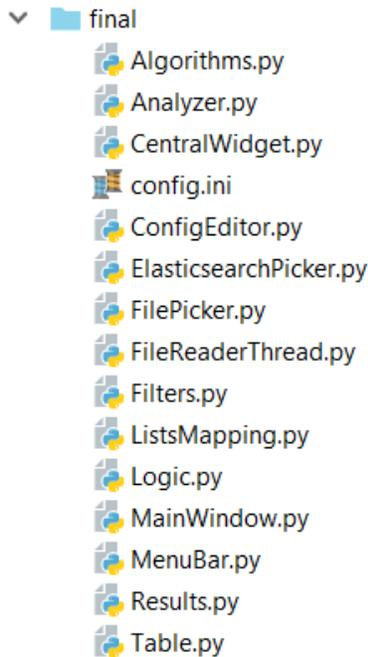 final
Algorithms.py
Analyzer.py
CentralWidget.py
config.ini
ConfigEditor.py
ElasticsearchPicker.py
FilePicker.py
FileReaderThread.py
Filters.py
ListsMapping.py
Logic.py
MainWindow.py
MenuBar.py
Results.py
Table.py